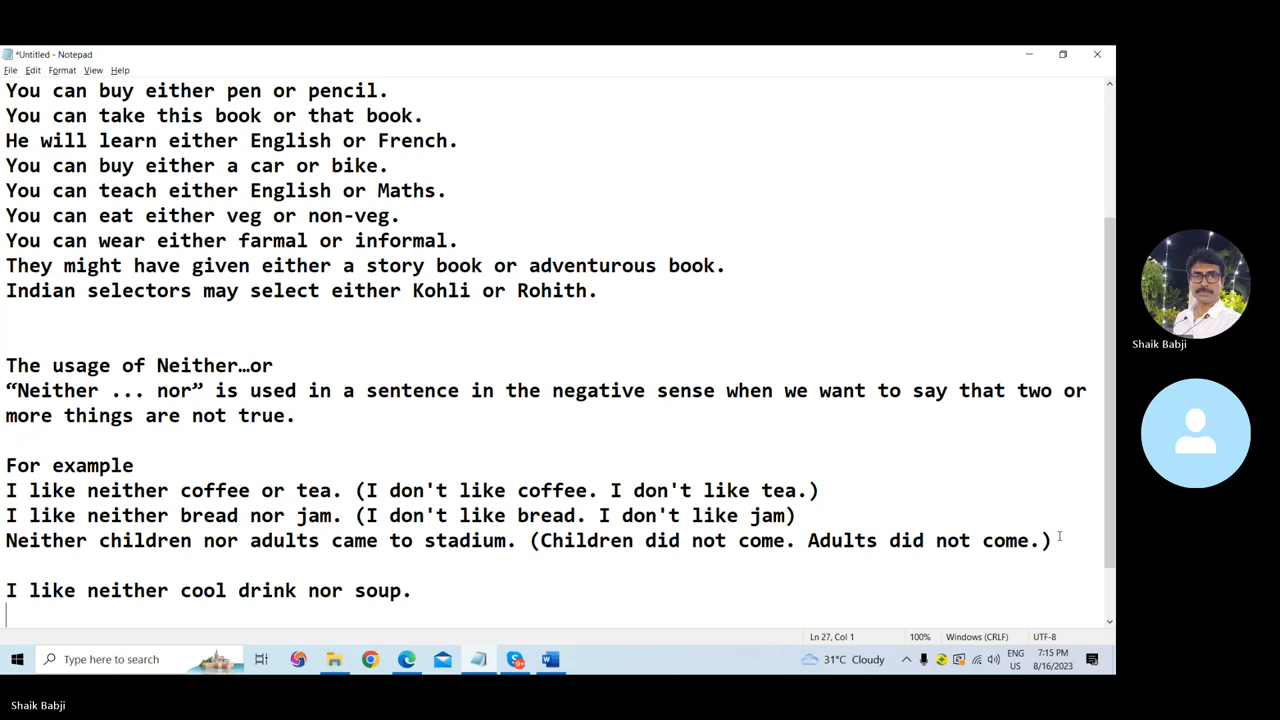 *Untitled - Notepad
File Edit Format View Help
You can buy either pen or pencil.
You can take this book or that book.
He will learn either English or French.
You can buy either a car or bike.
You can teach either English or Maths.
You can eat either veg or non-veg.
You can wear either farmal or informal.
They might have given either a story book or adventurous book.
Indian selectors may select either Kohli or Rohith.
The usage of Neither…or
“Neither ... nor” is used in a sentence in the negative sense when we want to say that two or
more things are not true.
For example
I like neither coffee or tea. (I don't like coffee. I don't like tea.)
I like neither bread nor jam. (I don't like bread. I don't like jam)
Neither children nor adults came to stadium. (Children did not come. Adults did not come.)
I like neither cool drink nor soup.
Ln 27, Col 1 100% Windows (CRLF) UTF-8
Type here to search
31°C Cloudy
ENG
US
7:15 PM
8/16/2023
Shaik Babji
Shaik Babji